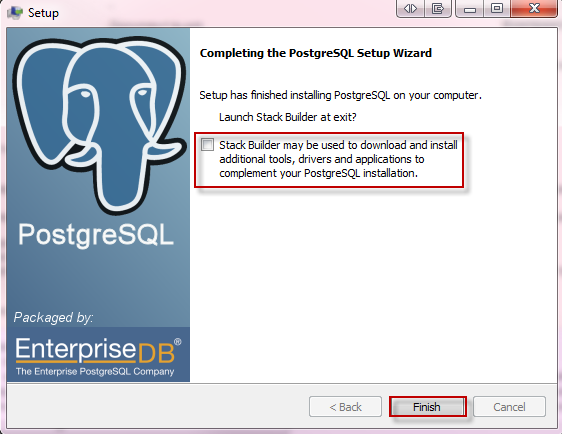 Setup
Completing the PostgreSQL Setup Wizard
Setup has finished installing PostgreSQL on your computer.
Launch Stack Builder at exit?
Stack Builder may be used to download and install
additional tools, drivers and applications to
complement your PostgreSQL installation.
PostgreSQL
Packaged by:
EnterpriseDB®
The Enterprise PostgreSQL Company
< Back
Finish
Cancel